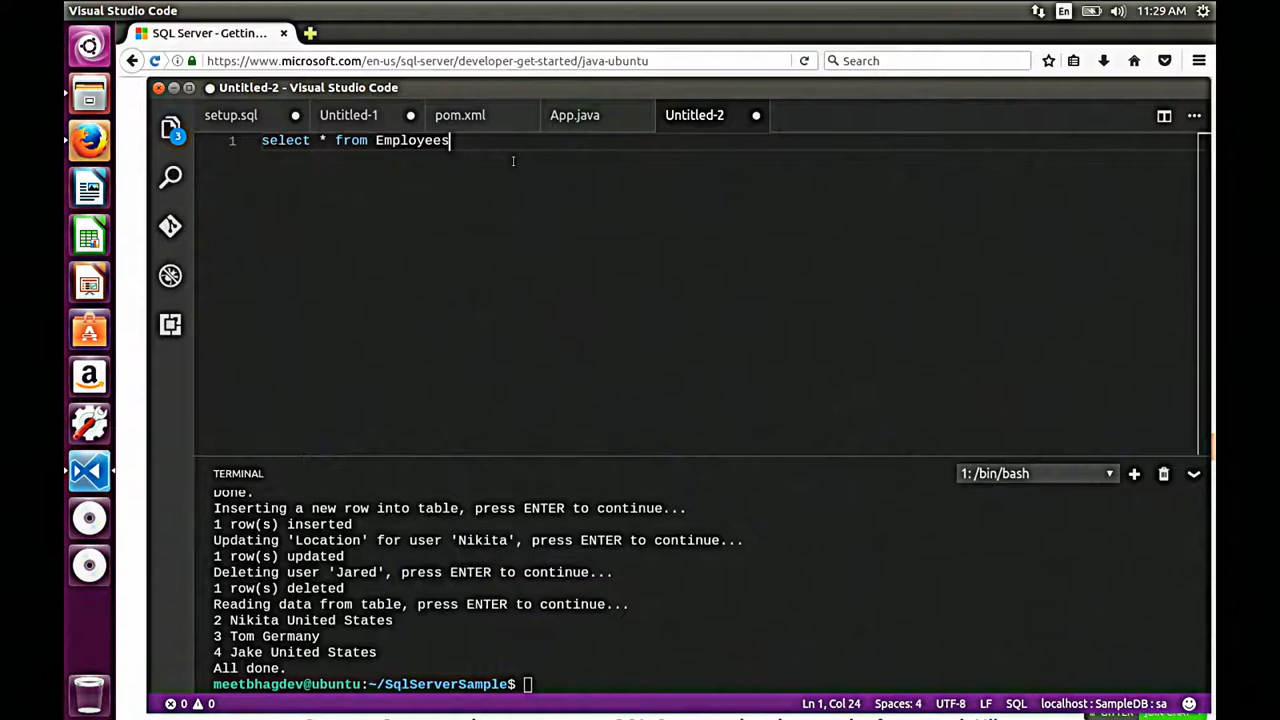 Visual Studio Code
En
11:29 AM
SQL Server - Gettin...
https://www.microsoft.com/en-us/sql-server/developer-get-started/java-ubuntu
Search
Untitled-2 - Visual Studio Code
setup.sql
Untitled-1
pom.xml
App.java
Untitled-2
3
1 select * from Employees
TERMINAL
1: /bin/bash
Done.
Inserting a new row into table, press ENTER to continue...
1 row(s) inserted
Updating 'Location' for user 'Nikita', press ENTER to continue...
1 row(s) updated
Deleting user 'Jared', press ENTER to continue...
1 row(s) deleted
Reading data from table, press ENTER to continue...
2 Nikita United States
3 Tom Germany
4 Jake United States
All done.
meetbhagdev@ubuntu:~/SqlServerSample$
0 0
Ln 1, Col 24
Spaces: 4
UTF-8
LF
SQL
localhost : SampleDB : sa